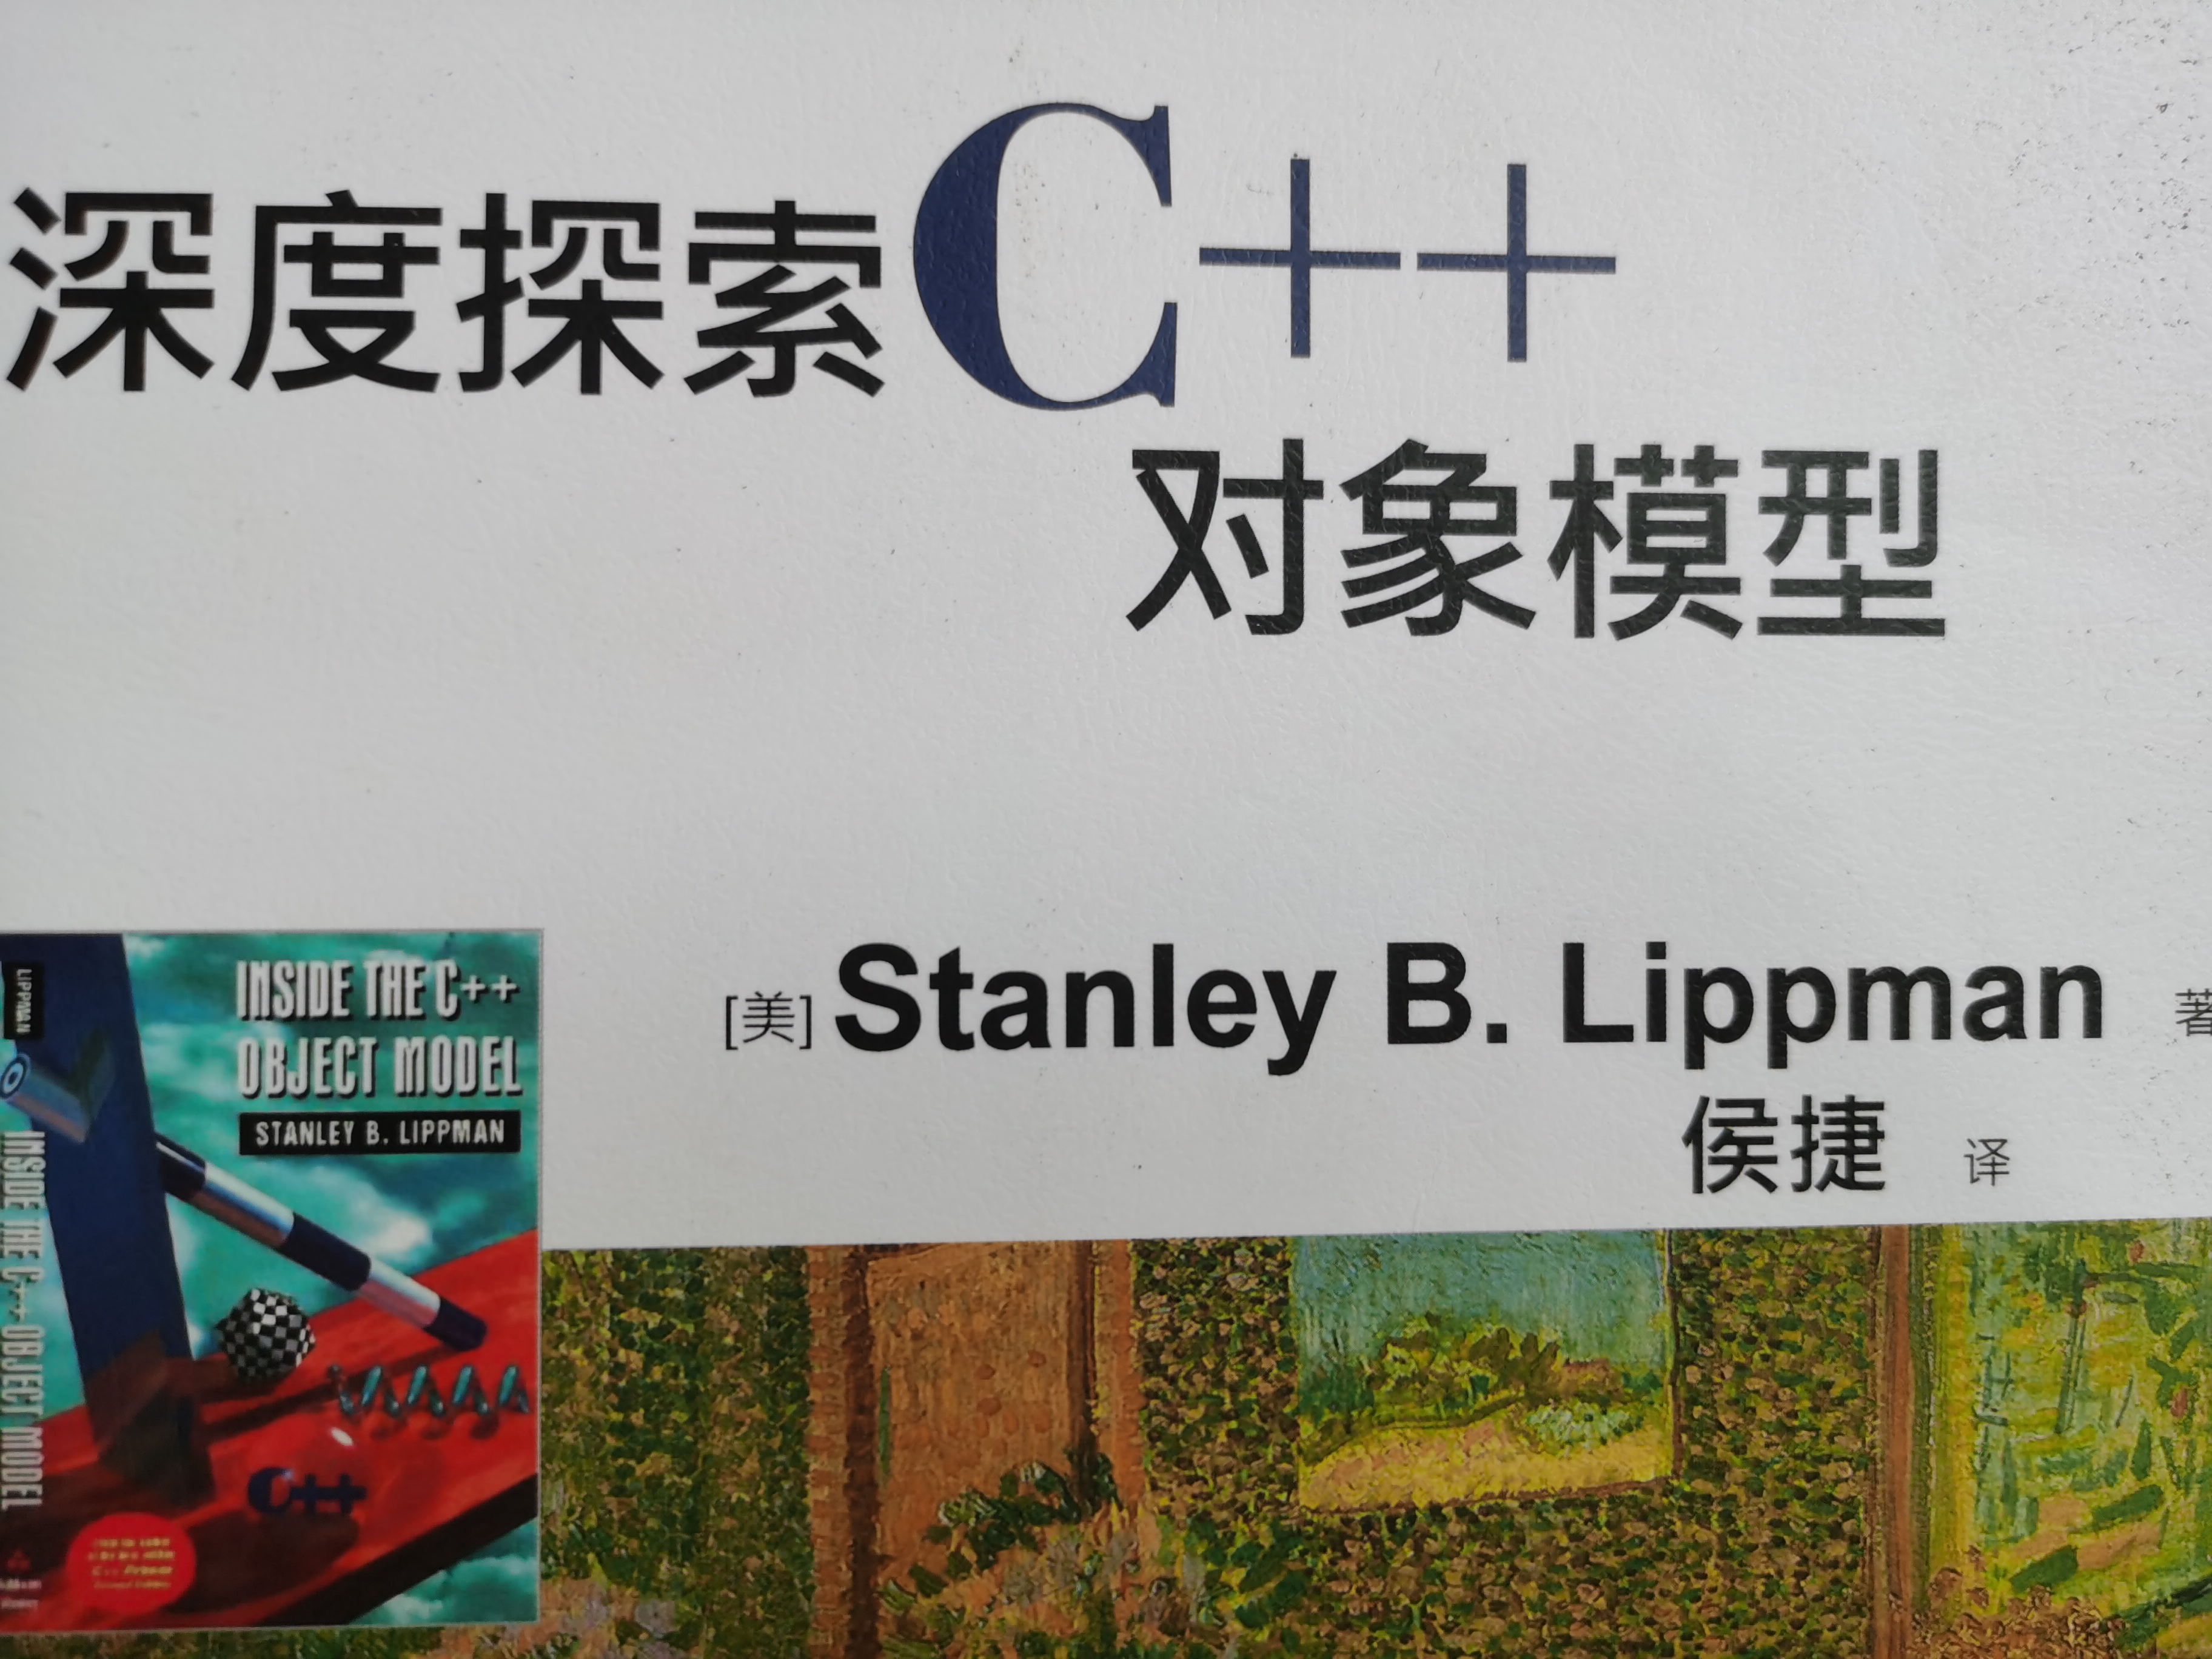 深度探索C++
对象模型
[美] Stanley B. Lippman 著
侯捷 译
INSIDE THE C++
OBJECT MODEL
STANLEY B. LIPPMAN
LIPPMAN
INSIDE THE C++ OBJECT MODEL
C++